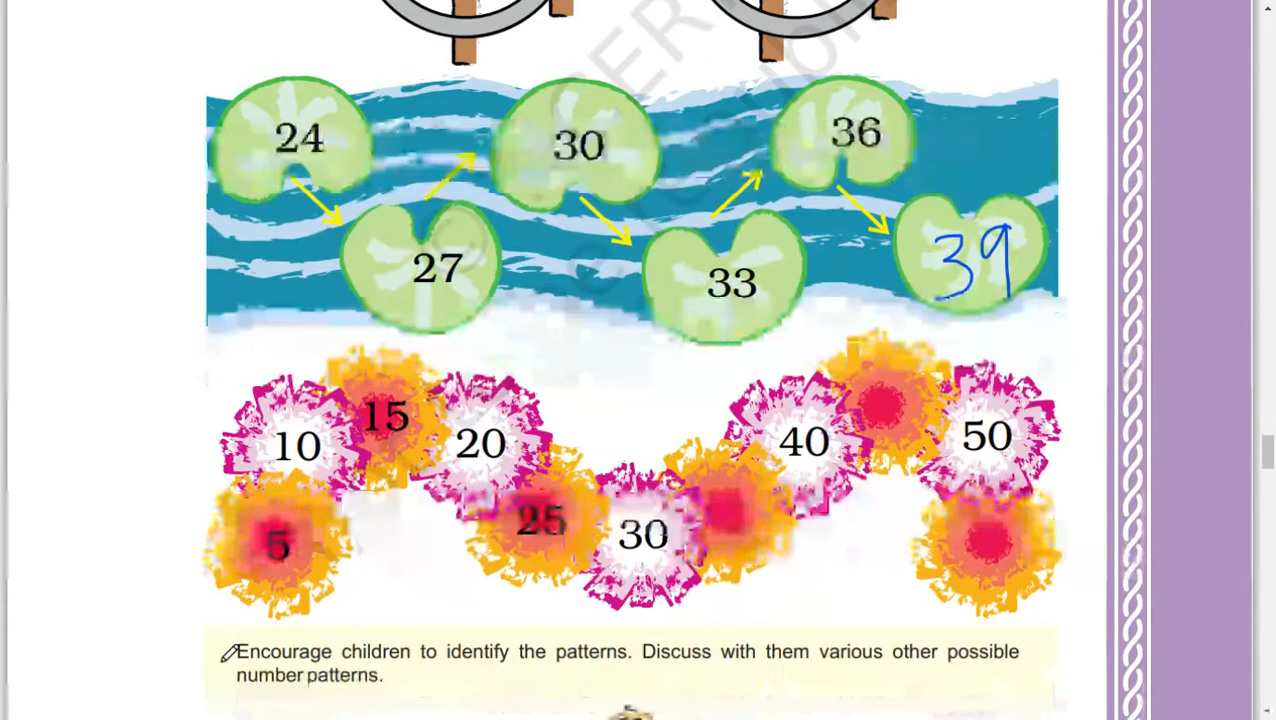 24 30 36
27 33 39
10 15 20 40 50
5 25 30
Encourage children to identify the patterns. Discuss with them various other possible
number patterns.